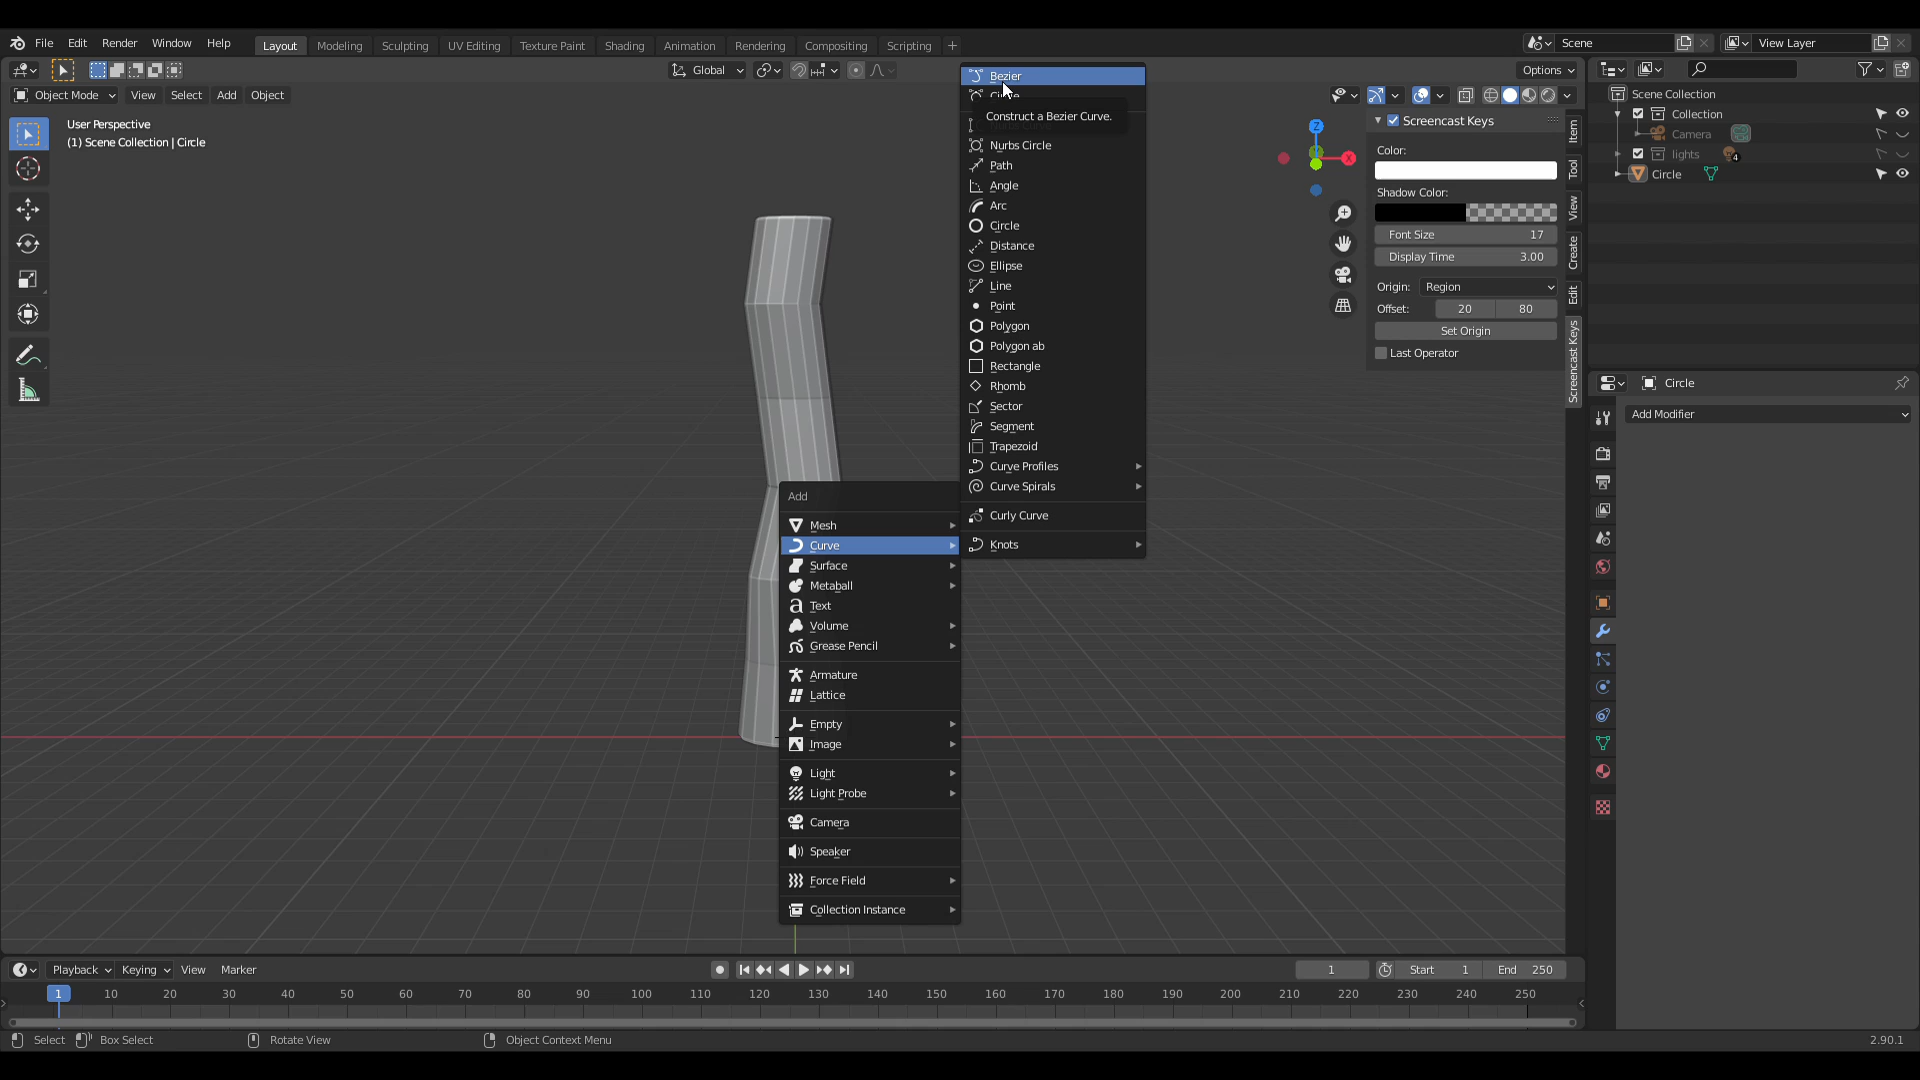 File Edit Render Window Help Layout Modeling Sculpting UV Editing Texture Paint Shading Animation Rendering Compositing Scripting + Scene View Layer
Global Options
Object Mode View Select Add Object
User Perspective
(1) Scene Collection | Circle
Z
X
Bezier
Construct a Bezier Curve.
Nurbs Circle
Path
Angle
Arc
Circle
Distance
Ellipse
Line
Point
Polygon
Polygon ab
Rectangle
Rhomb
Sector
Segment
Trapezoid
Curve Profiles
Curve Spirals
Curly Curve
Knots
Add
Mesh
Curve
Surface
Metaball
Text
Volume
Grease Pencil
Armature
Lattice
Empty
Image
Light
Light Probe
Camera
Speaker
Force Field
Collection Instance
Screencast Keys
Color:
Shadow Color:
Font Size 17
Display Time 3.00
Origin: Region
Offset: 20 80
Set Origin
Last Operator
Item
Tool
View
Create
Edit
Screencast Keys
Scene Collection
Collection
Camera
lights 4
Circle
Circle
Add Modifier
Playback Keying View Marker 1 Start 1 End 250
1 10 20 30 40 50 60 70 80 90 100 110 120 130 140 150 160 170 180 190 200 210 220 230 240 250
Select Box Select Rotate View Object Context Menu 2.90.1